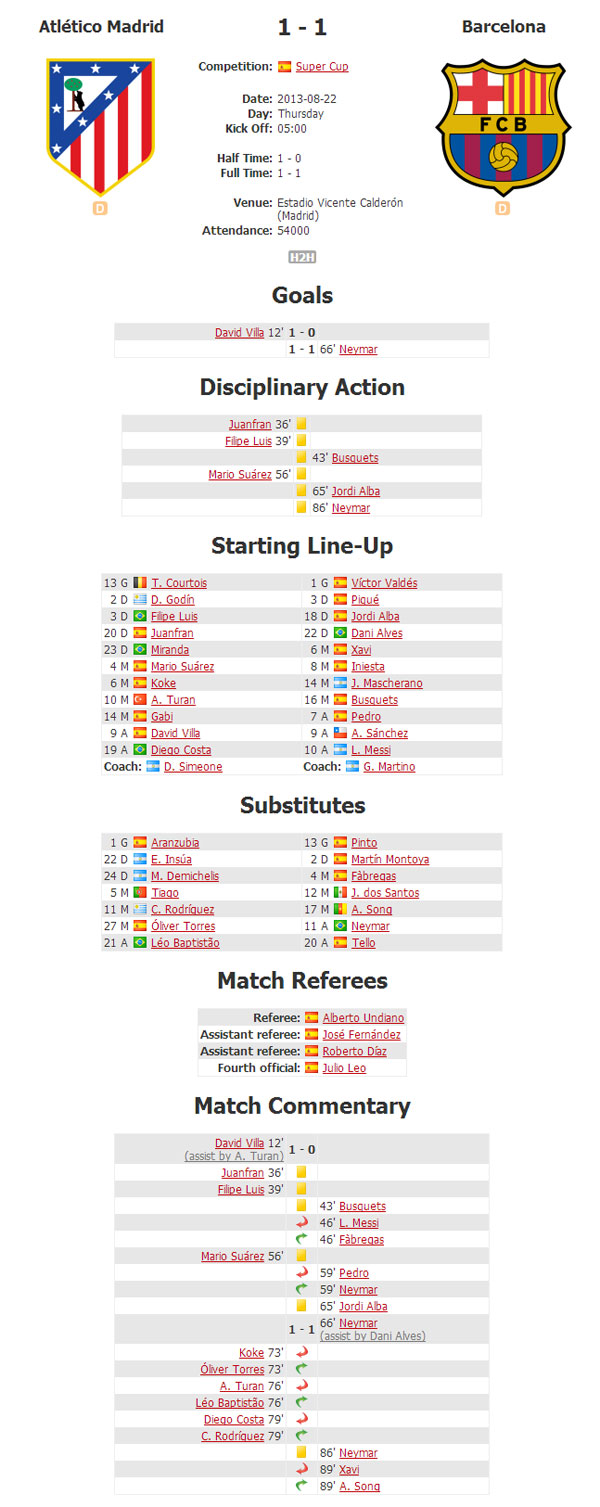 Atlético Madrid
1 - 1
Barcelona
Competition: Super Cup
Date: 2013-08-22
Day: Thursday
Kick Off: 05:00
Half Time: 1 - 0
Full Time: 1 - 1
Venue: Estadio Vicente Calderón
(Madrid)
Attendance: 54000
FCB
D
D
H2H
Goals
David Villa 12' 1 - 0
1 - 1 66' Neymar
Disciplinary Action
Juanfran 36'
Filipe Luis 39'
43' Busquets
Mario Suárez 56'
65' Jordi Alba
86' Neymar
Starting Line-Up
13 G T. Courtois 1 G Víctor Valdés
2 D D. Godín 3 D Piqué
3 D Filipe Luis 18 D Jordi Alba
20 D Juanfran 22 D Dani Alves
23 D Miranda 6 M Xavi
4 M Mario Suárez 8 M Iniesta
6 M Koke 14 M J. Mascherano
10 M A. Turan 16 M Busquets
14 M Gabi 7 A Pedro
9 A David Villa 9 A A. Sánchez
19 A Diego Costa 10 A L. Messi
Coach: D. Simeone Coach: G. Martino
Substitutes
1 G Aranzubia 13 G Pinto
22 D E. Insúa 2 D Martín Montoya
24 D M. Demichelis 4 M Fàbregas
5 M Tiago 12 M J. dos Santos
11 M C. Rodríguez 17 M A. Song
27 M Óliver Torres 11 A Neymar
21 A Léo Baptistão 20 A Tello
Match Referees
Referee: Alberto Undiano
Assistant referee: José Fernández
Assistant referee: Roberto Díaz
Fourth official: Julio Leo
Match Commentary
David Villa 12' 1 - 0
(assist by A. Turan)
Juanfran 36'
Filipe Luis 39'
43' Busquets
46' L. Messi
46' Fàbregas
Mario Suárez 56'
59' Pedro
59' Neymar
65' Jordi Alba
1 - 1 66' Neymar
(assist by Dani Alves)
Koke 73'
Óliver Torres 73'
A. Turan 76'
Léo Baptistão 76'
Diego Costa 79'
C. Rodríguez 79'
86' Neymar
89' Xavi
89' A. Song